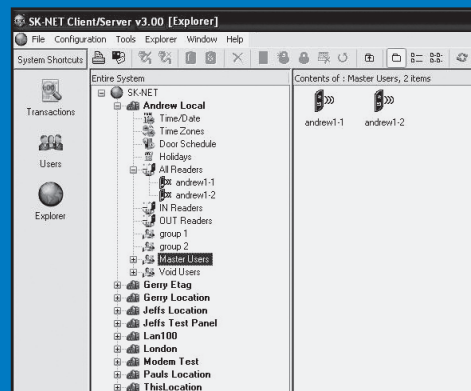 SK-NET Client/Server v3.00 [Explorer]
File Configuration Tools Explorer Window Help
System Shortcuts
Transactions
Users
Explorer
Entire System
SK-NET
Andrew Local
Time/Date
Time Zones
Door Schedule
Holidays
All Readers
andrew1-1
andrew1-2
IN Readers
OUT Readers
group 1
group 2
Master Users
Void Users
Gerry Etag
Gerry Location
Jeffs Location
Jeffs Test Panel
Lan100
London
Modem Test
Pauls Location
ThisLocation
Contents of : Master Users, 2 items
andrew1-1 andrew1-2